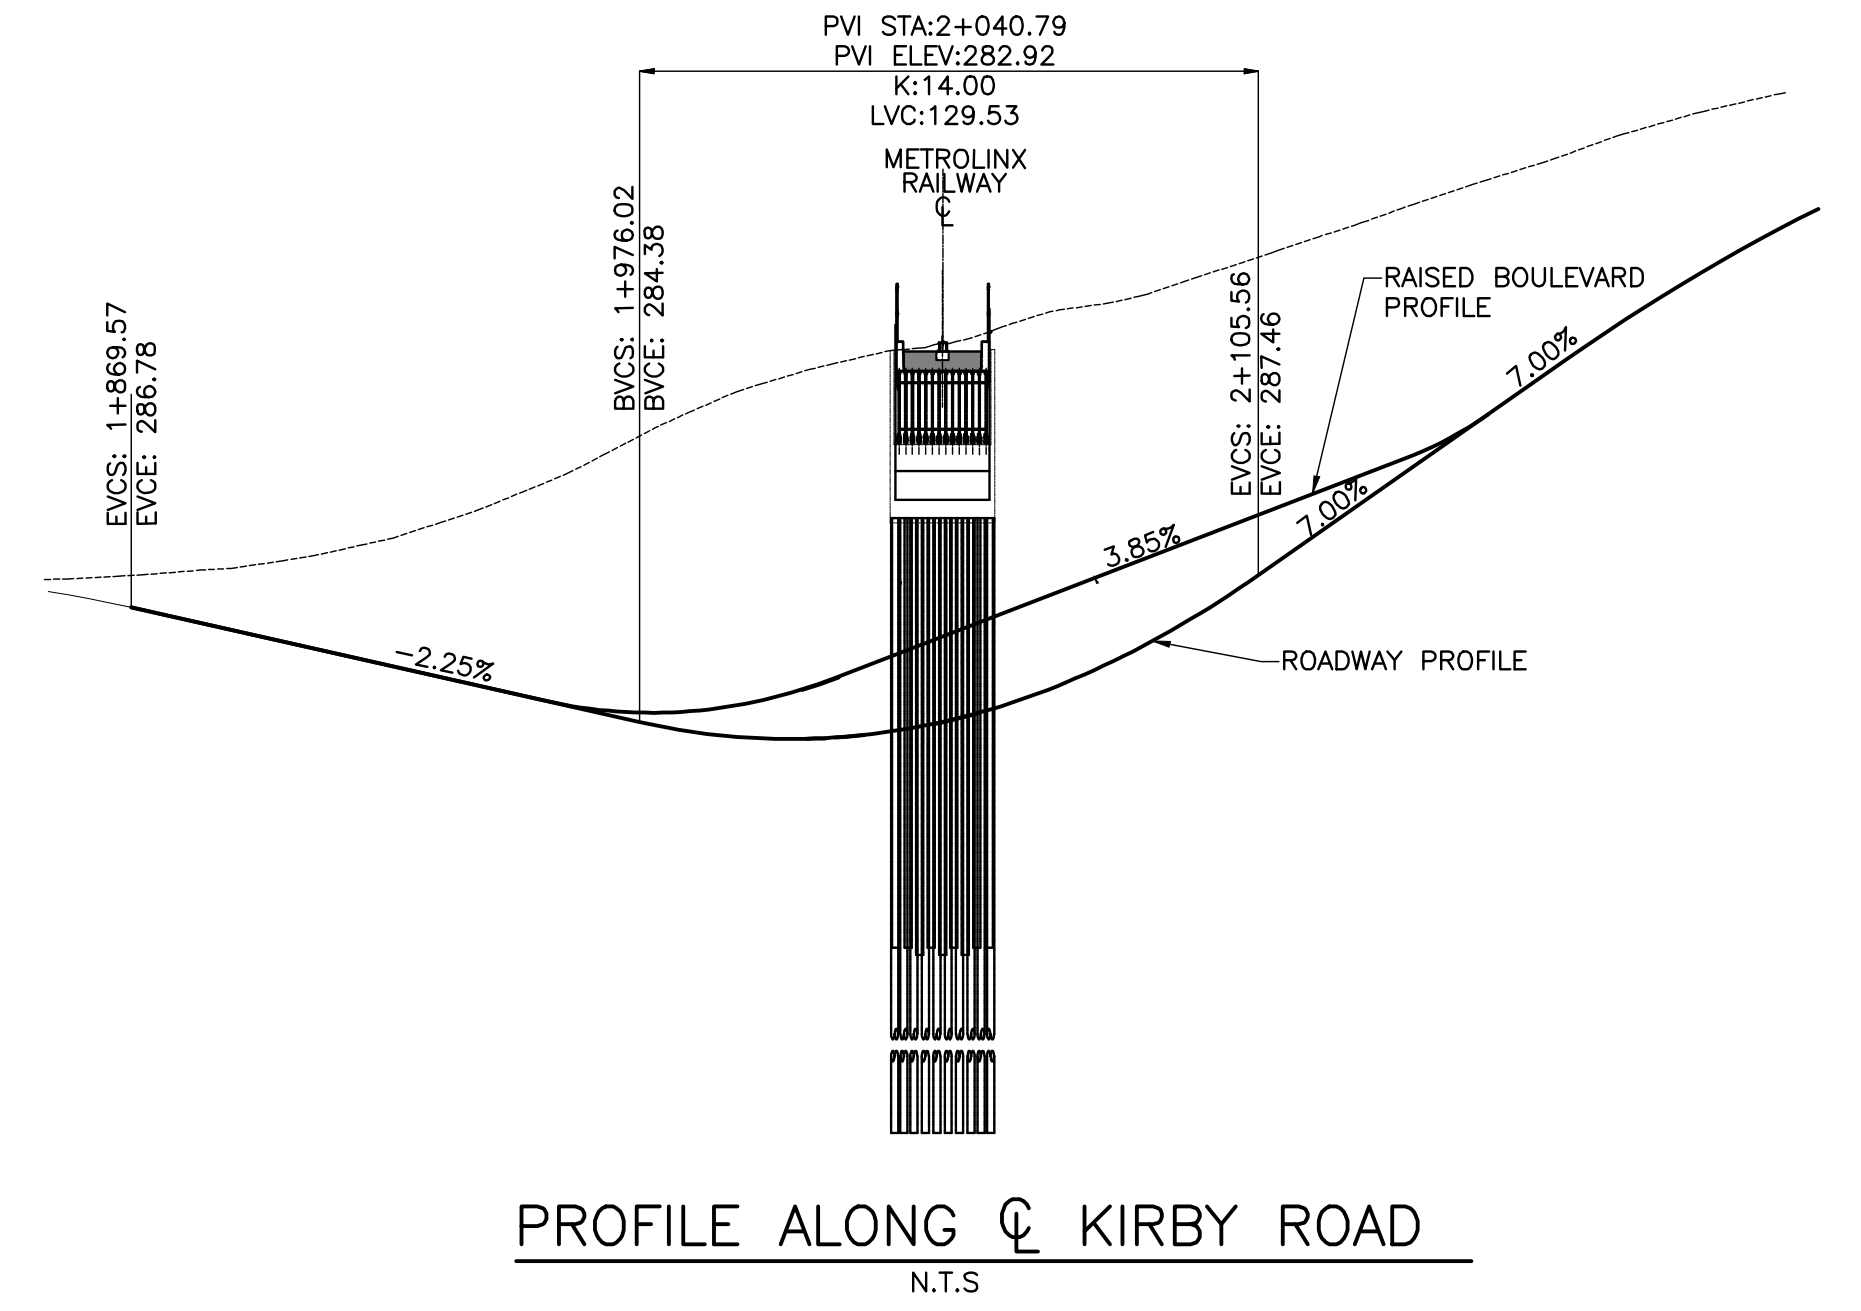 PVI STA:2+040.79
PVI ELEV:282.92
K:14.00
LVC:129.53
METROLINX
RAILWAY
℄
EVCS: 1+869.57
EVCE: 286.78
BVCS: 1+976.02
BVCE: 284.38
EVCS: 2+105.56
EVCE: 287.46
RAISED BOULEVARD
PROFILE
7.00%
7.00%
3.85%
-2.25%
ROADWAY PROFILE
PROFILE ALONG ℄ KIRBY ROAD
N.T.S